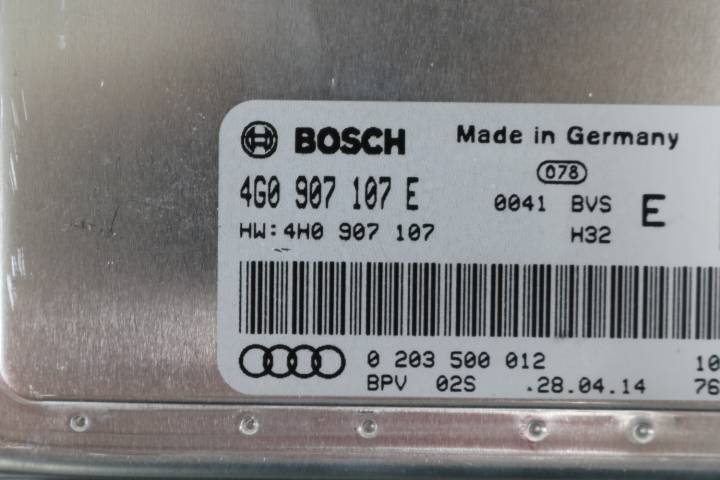 BOSCH Made in Germany
078
4G0 907 107 E 0041 BVS E
HW:4H0 907 107 H32
0 203 500 012 10
BPV 02S .28.04.14 76